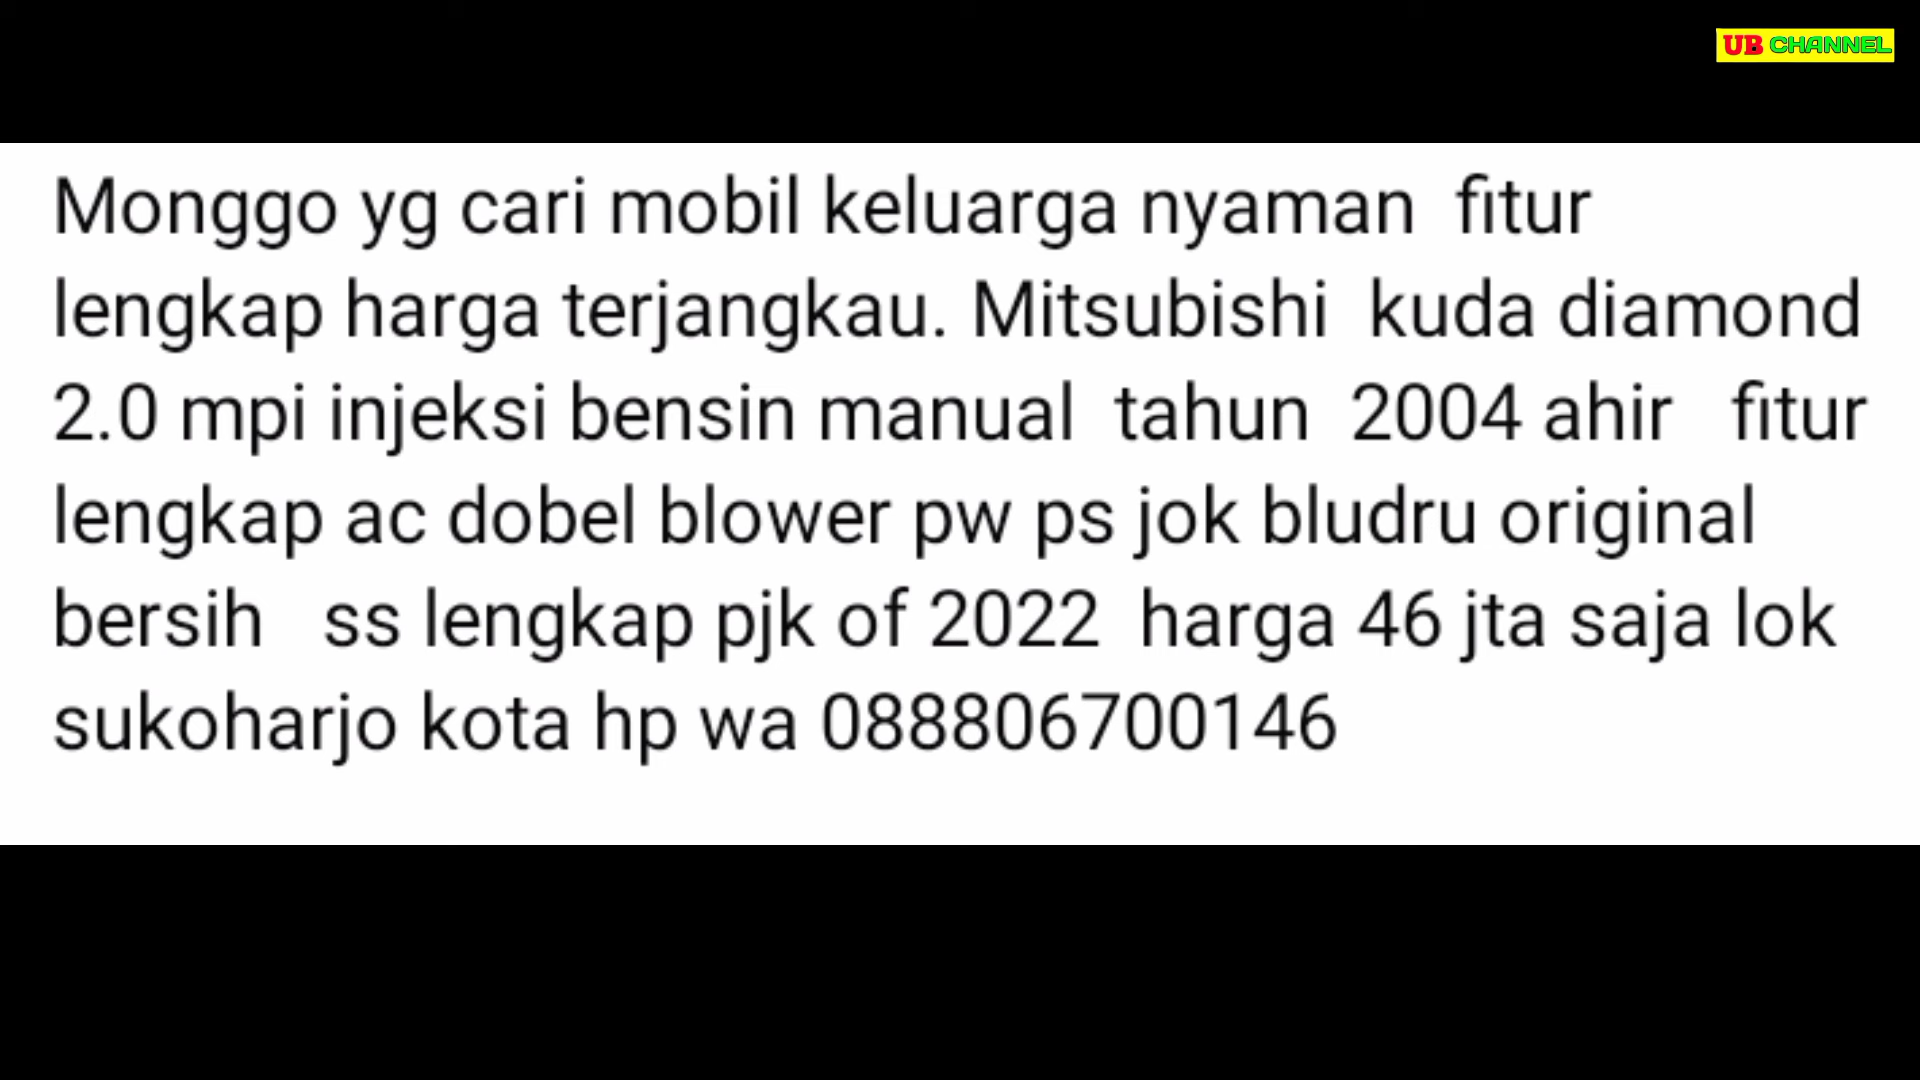 UB CHANNEL
Monggo yg cari mobil keluarga nyaman fitur
lengkap harga terjangkau. Mitsubishi kuda diamond
2.0 mpi injeksi bensin manual tahun 2004 ahir fitur
lengkap ac dobel blower pw ps jok bludru original
bersih ss lengkap pjk of 2022 harga 46 jta saja lok
sukoharjo kota hp wa 088806700146